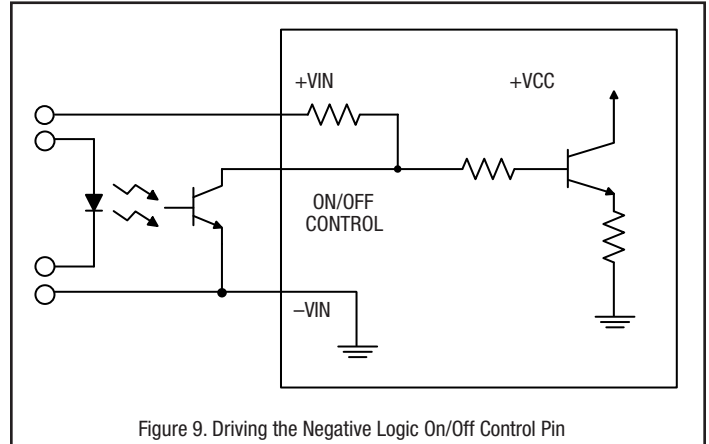 +VIN
+VCC
ON/OFF
CONTROL
–VIN
Figure 9. Driving the Negative Logic On/Off Control Pin